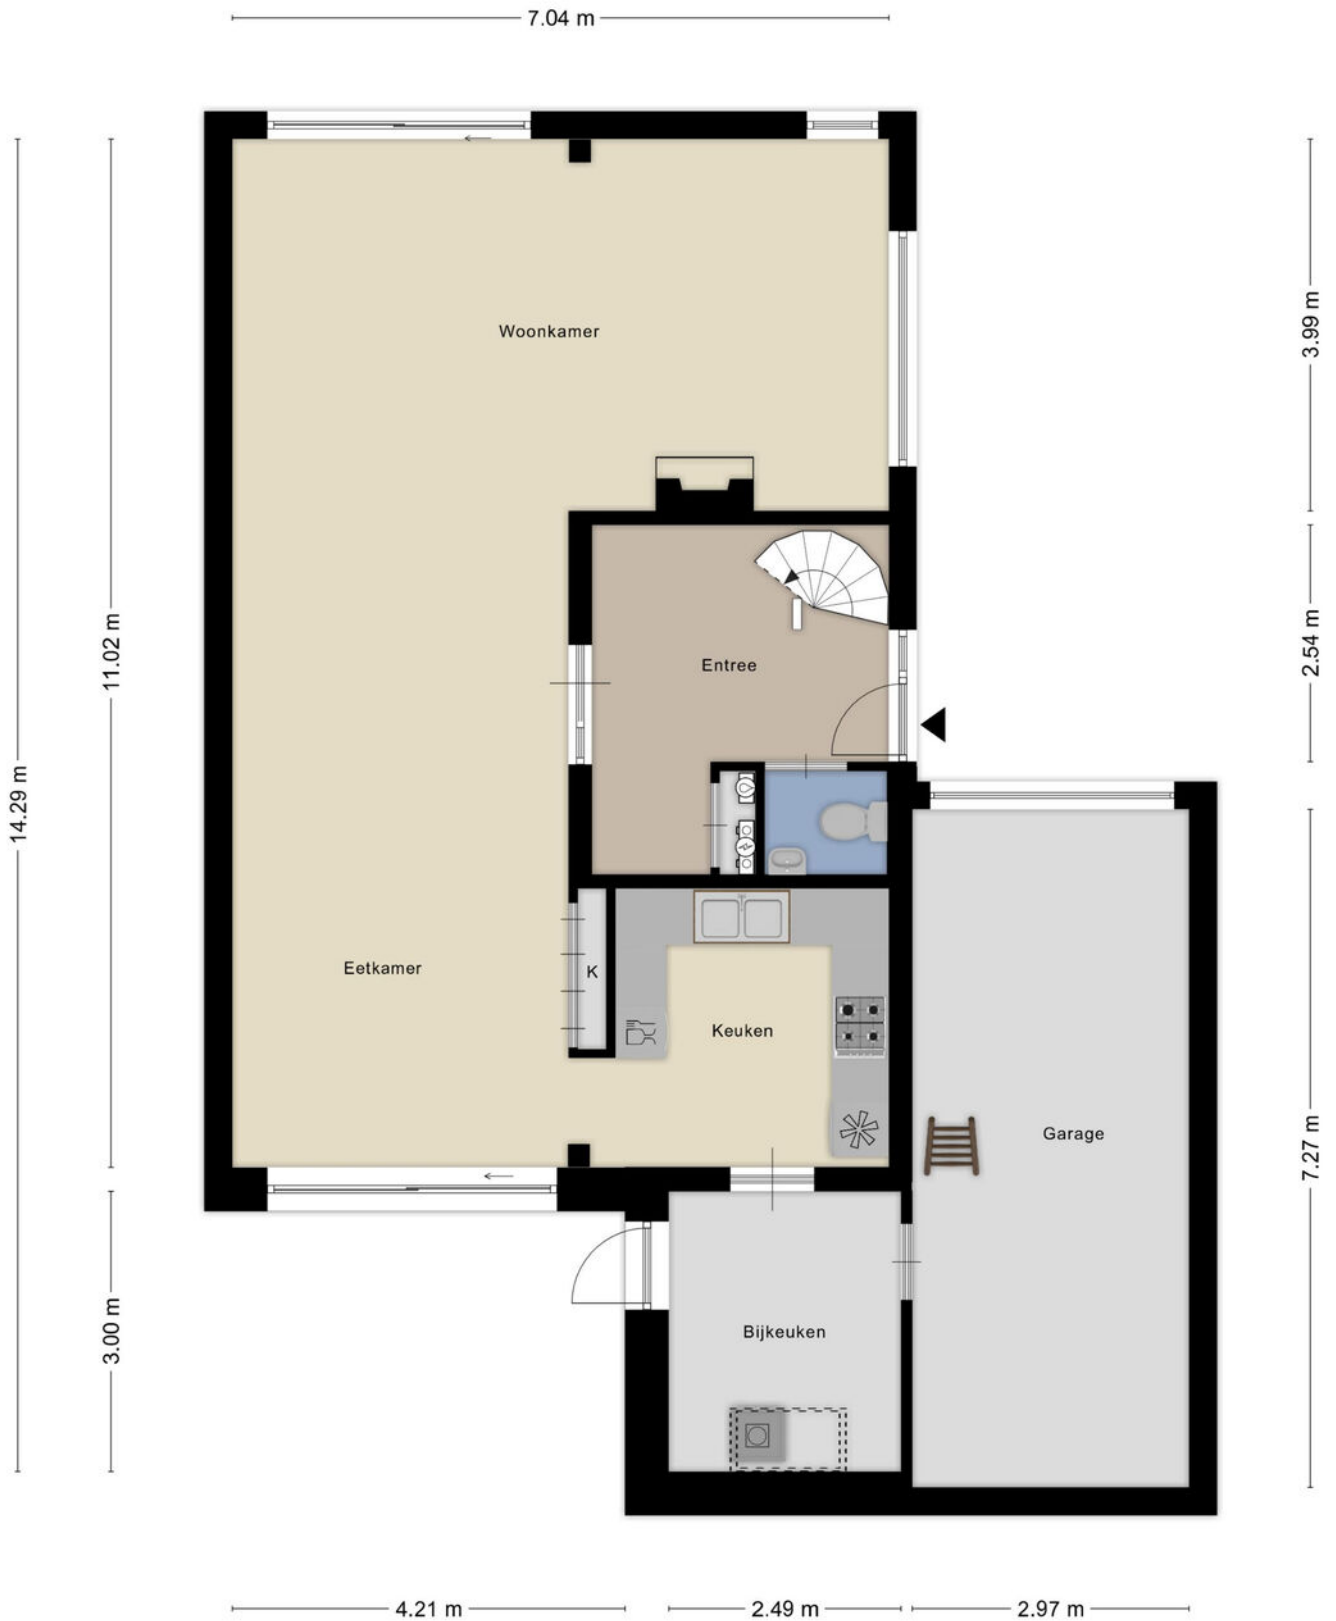 7.04 m
Woonkamer
3.99 m
11.02 m
2.54 m
Entree
14.29 m
Eetkamer
K
Keuken
Garage
7.27 m
3.00 m
Bijkeuken
4.21 m
2.49 m
2.97 m